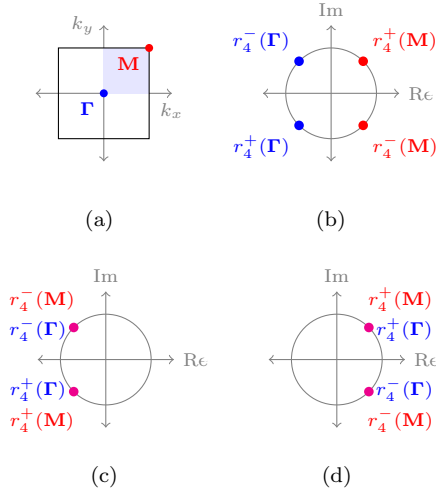 k_y
M
Γ
k_x
(a)
Im
r_4^-(Γ)
r_4^+(M)
Re
r_4^+(Γ)
r_4^-(M)
(b)
Im
r_4^-(M)
r_4^-(Γ)
Re
r_4^+(Γ)
r_4^+(M)
(c)
Im
r_4^+(M)
r_4^+(Γ)
Re
r_4^-(Γ)
r_4^-(M)
(d)